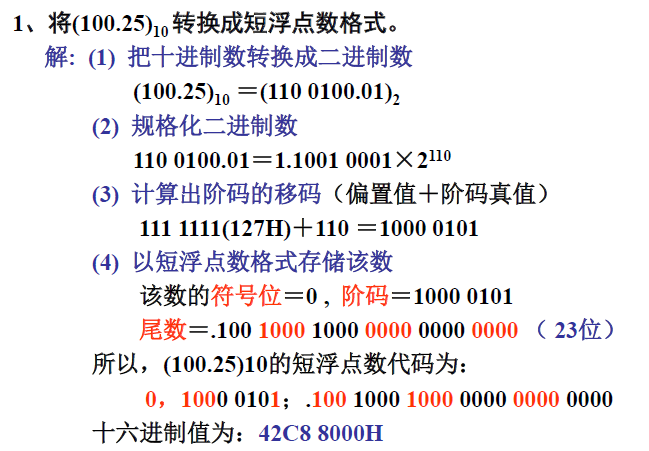 1、将(100.25)10转换成短浮点数格式。
解: (1) 把十进制数转换成二进制数
(100.25)10 ＝(110 0100.01)2
(2) 规格化二进制数
110 0100.01＝1.1001 0001×2^110
(3) 计算出阶码的移码（偏置值＋阶码真值）
111 1111(127H)＋110 ＝1000 0101
(4) 以短浮点数格式存储该数
该数的符号位＝0 , 阶码＝1000 0101
尾数＝.100 1000 1000 0000 0000 0000 （ 23位）
所以，(100.25)10的短浮点数代码为:
0，1000 0101；.100 1000 1000 0000 0000 0000
十六进制值为：42C8 8000H